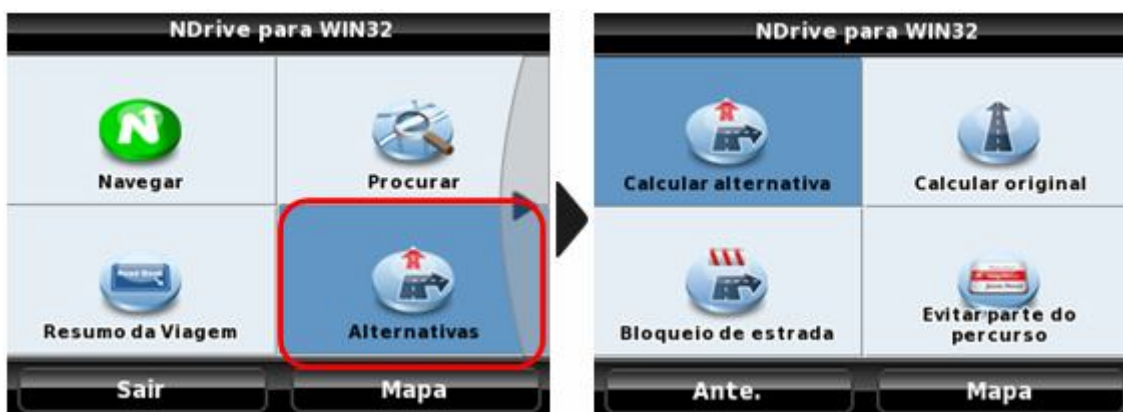 NDrive para WIN32
Navegar
Procurar
Resumo da Viagem
Alternativas
Sair
Mapa
NDrive para WIN32
Calcular alternativa
Calcular original
Bloqueio de estrada
Evitar parte do
percurso
Ante.
Mapa